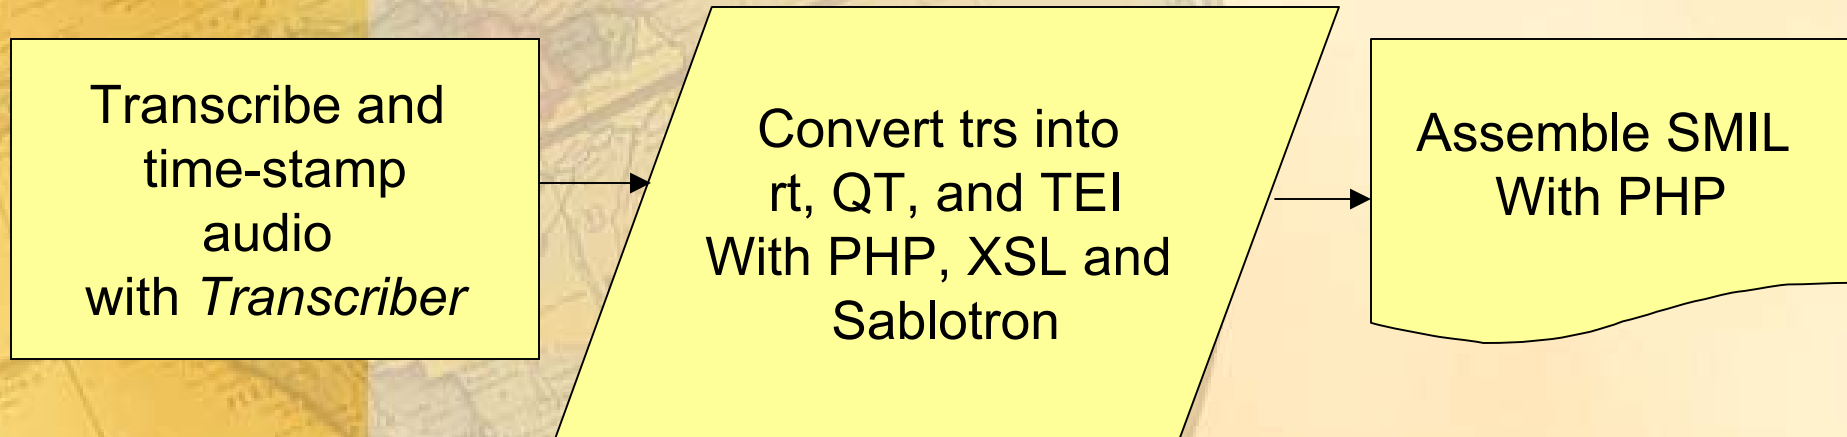 Transcribe and
time-stamp
audio
with Transcriber
Convert trs into
rt, QT, and TEI
With PHP, XSL and
Sablotron
Assemble SMIL
With PHP